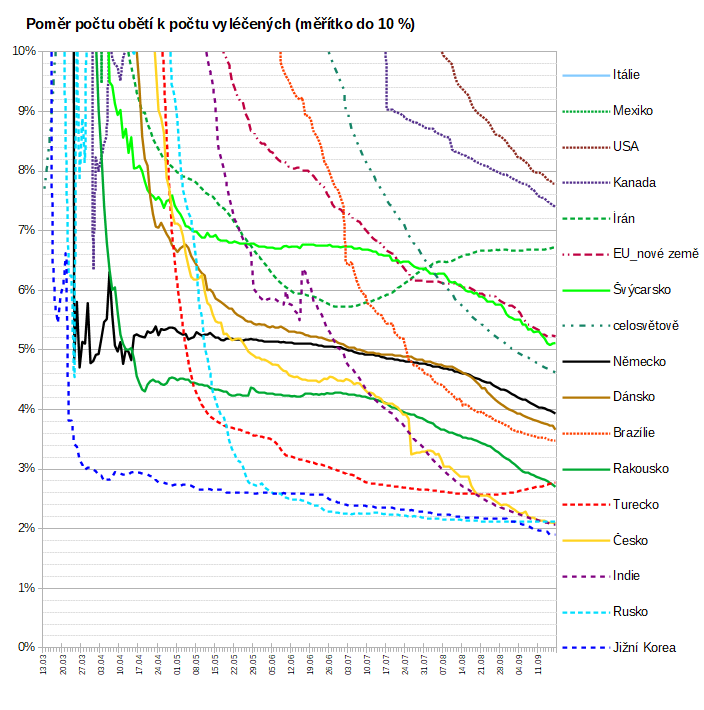 Poměr počtu obětí k počtu vyléčených (měřítko do 10 %)
10%
9%
8%
7%
6%
5%
4%
3%
2%
1%
0%
13.03
20.03
27.03
03.04
10.04
17.04
24.04
01.05
08.05
15.05
22.05
29.05
05.06
12.06
19.06
26.06
03.07
10.07
17.07
24.07
31.07
07.08
14.08
21.08
28.08
04.09
11.09
Itálie
Mexiko
USA
Kanada
Írán
EU_nové země
Švýcarsko
celosvětově
Německo
Dánsko
Brazílie
Rakousko
Turecko
Česko
Indie
Rusko
Jižní Korea